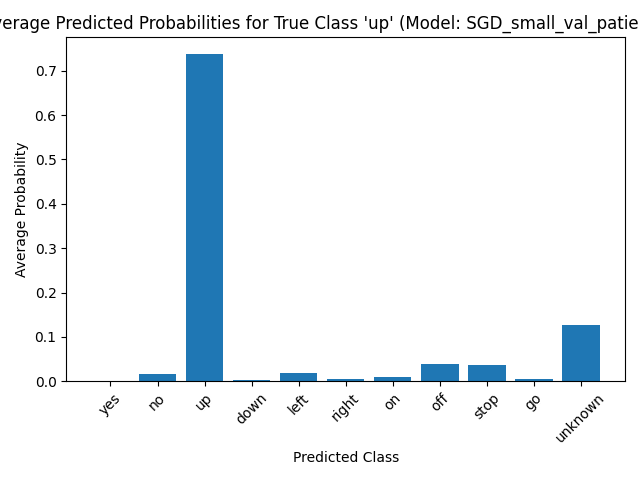 verage Predicted Probabilities for True Class 'up' (Model: SGD_small_val_patie
0.7
0.6
0.5
0.4
0.3
0.2
0.1
0.0
Average Probability
yes
no
up
down
left
right
on
off
stop
go
unknown
Predicted Class